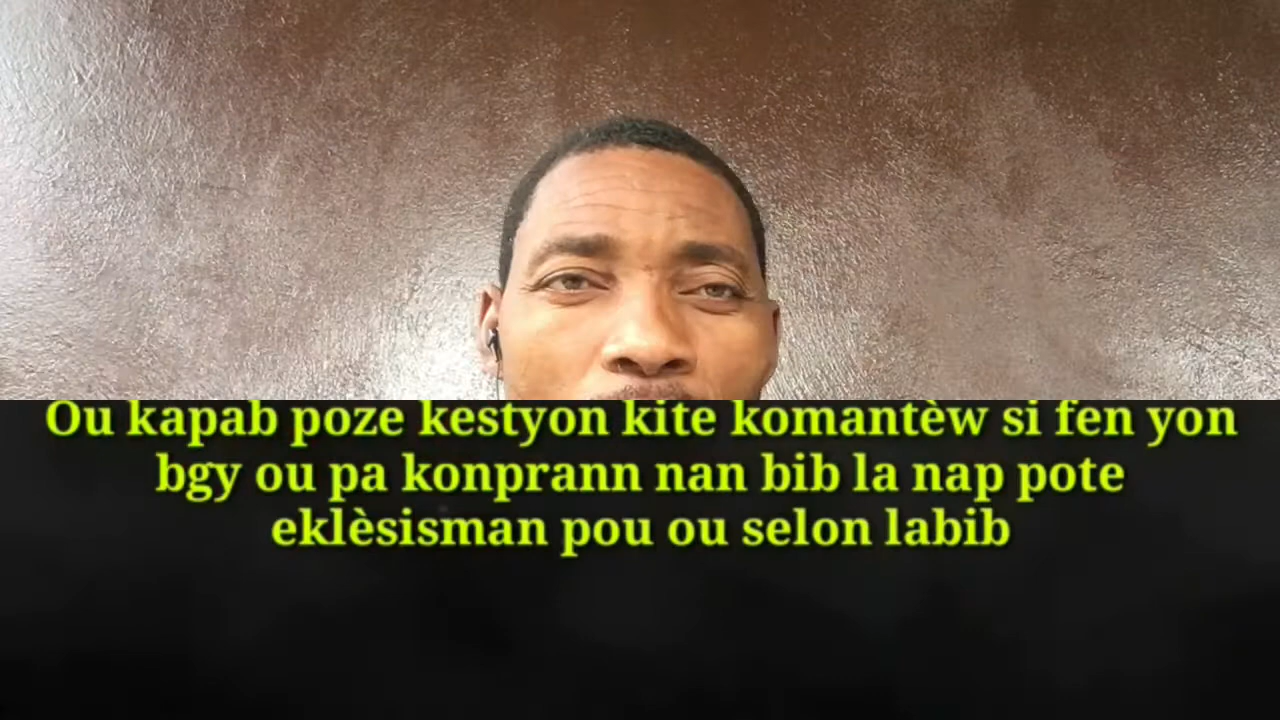 Ou kapab poze kestyon kite komantèw si fen yon
bgy ou pa konprann nan bib la nap pote
eklèsisman pou ou selon labib